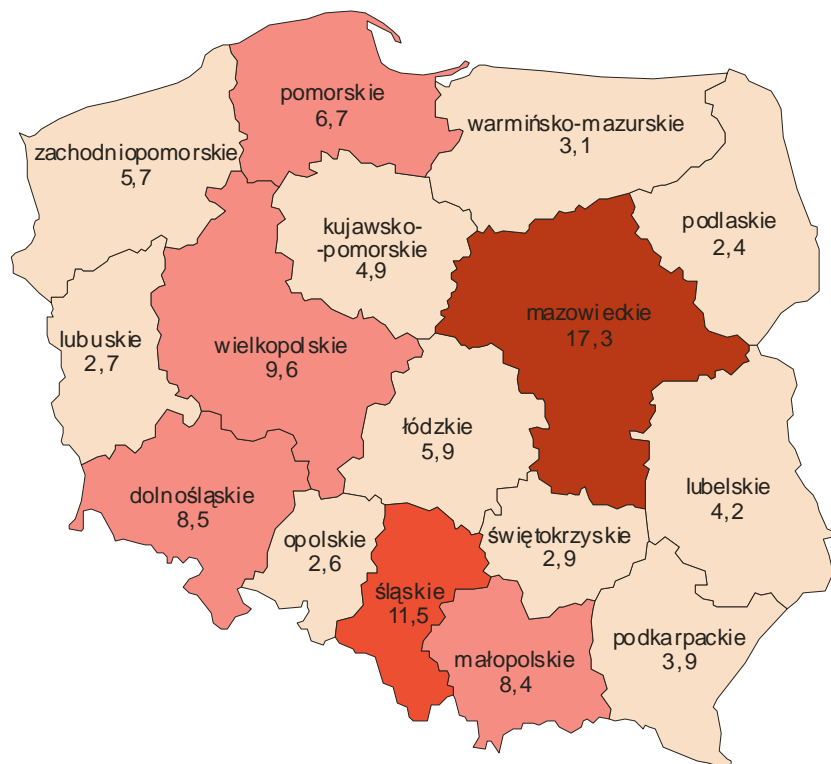 pomorskie
6,7
warmińsko-mazurskie
3,1
zachodniopomorskie
5,7
kujawsko-
-pomorskie
4,9
podlaskie
2,4
mazowieckie
17,3
lubuskie
2,7
wielkopolskie
9,6
łódzkie
5,9
dolnośląskie
8,5
lubelskie
4,2
opolskie
2,6
świętokrzyskie
2,9
śląskie
11,5
małopolskie
8,4
podkarpackie
3,9